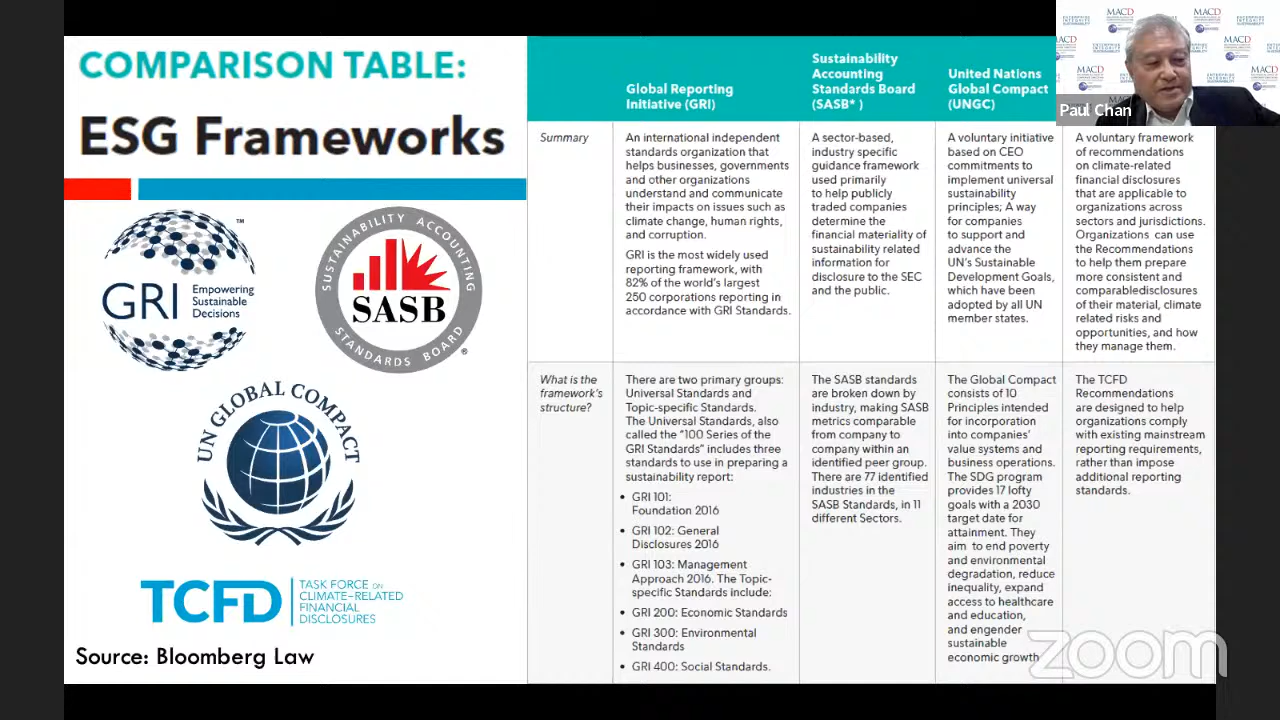 COMPARISON TABLE:
ESG Frameworks
GRI
Empowering
Sustainable
Decisions
™
SUSTAINABILITY ACCOUNTING
SASB
STANDARDS BOARD
®
UN GLOBAL COMPACT
TCFD
TASK FORCE ON
CLIMATE-RELATED
FINANCIAL
DISCLOSURES
Source: Bloomberg Law
Global Reporting
Initiative (GRI)
Sustainability
Accounting
Standards Board
(SASB* )
United Nations
Global Compact
(UNGC)
Summary
An international independent
standards organization that
helps businesses, governments
and other organizations
understand and communicate
their impacts on issues such as
climate change, human rights,
and corruption.
GRI is the most widely used
reporting framework, with
82% of the world's largest
250 corporations reporting in
accordance with GRI Standards.
A sector-based,
industry specific
guidance framework
used primarily
to help publicly
traded companies
determine the
financial materiality of
sustainability related
information for
disclosure to the SEC
and the public.
A voluntary initiative
based on CEO
commitments to
implement universal
sustainability
principles; A way
for companies
to support and
advance the
UN's Sustainable
Development Goals,
which have been
adopted by all UN
member states.
A voluntary framework
of recommendations
on climate-related
financial disclosures
that are applicable to
organizations across
sectors and jurisdictions.
Organizations can use
the Recommendations
to help them prepare
more consistent and
comparabledisclosures
of their material, climate
related risks and
opportunities, and how
they manage them.
What is the
framework's
structure?
There are two primary groups:
Universal Standards and
Topic-specific Standards.
The Universal Standards, also
called the "100 Series of the
GRI Standards" includes three
standards to use in preparing a
sustainability report:
• GRI 101:
Foundation 2016
• GRI 102: General
Disclosures 2016
• GRI 103: Management
Approach 2016. The Topic-
specific Standards include:
• GRI 200: Economic Standards
• GRI 300: Environmental
Standards
• GRI 400: Social Standards.
The SASB standards
are broken down by
industry, making SASB
metrics comparable
from company to
company within an
identified peer group.
There are 77 identified
industries in the
SASB Standards, in 11
different Sectors.
The Global Compact
consists of 10
Principles intended
for incorporation
into companies'
value systems and
business operations.
The SDG program
provides 17 lofty
goals with a 2030
target date for
attainment. They
aim to end poverty
and environmental
degradation, reduce
inequality, expand
access to healthcare
and education,
and engender
sustainable
economic growth
The TCFD
Recommendations
are designed to help
organizations comply
with existing mainstream
reporting requirements,
rather than impose
additional reporting
standards.
MACD
MACD
MACD
MACD
MACD
ENTERPRISE
INTEGRITY
SUSTAINABILITY
Paul Chan
zoom